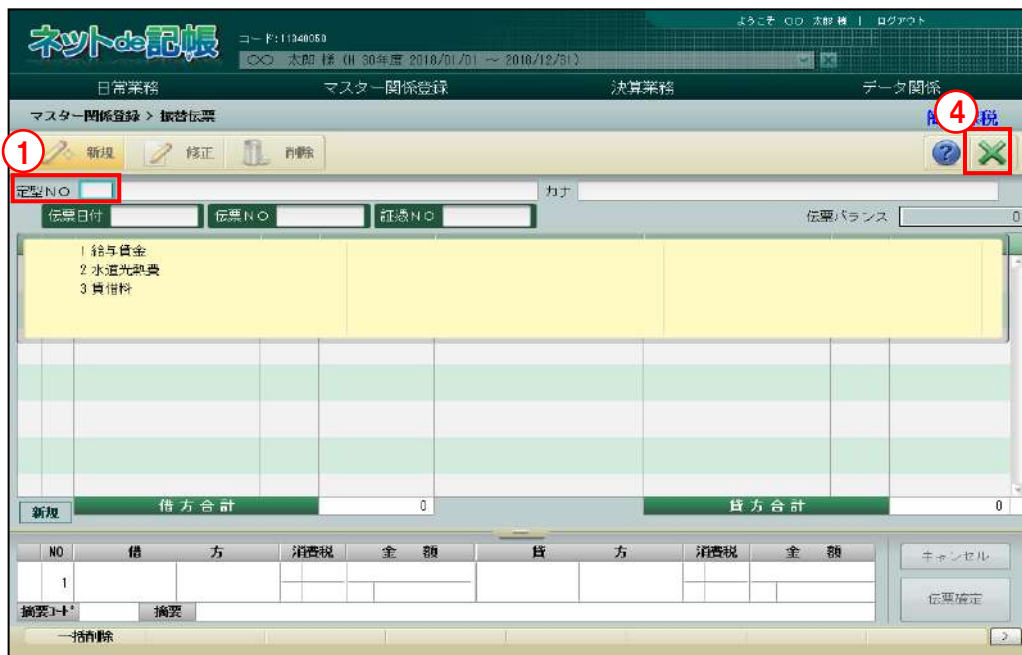 ようこそ ○○ 太郎 様 | ログアウト
ネットde記帳
コード:11340050
○○ 太郎 様 (H 30年度 2018/01/01 ～ 2018/12/31)
日常業務 マスター関係登録 決算業務 データ関係
マスター関係登録 > 振替伝票
税
4
1
新規 修正 削除
定型NO カナ
伝票日付 伝票NO 証憑NO 伝票バランス 0
1 給与賃金
2 水道光熱費
3 賃借料
新規 借方合計 0 貸方合計 0
NO 借方 消費税 金額 貸方 消費税 金額 キャンセル
1
伝票確定
摘要コード 摘要
一括削除